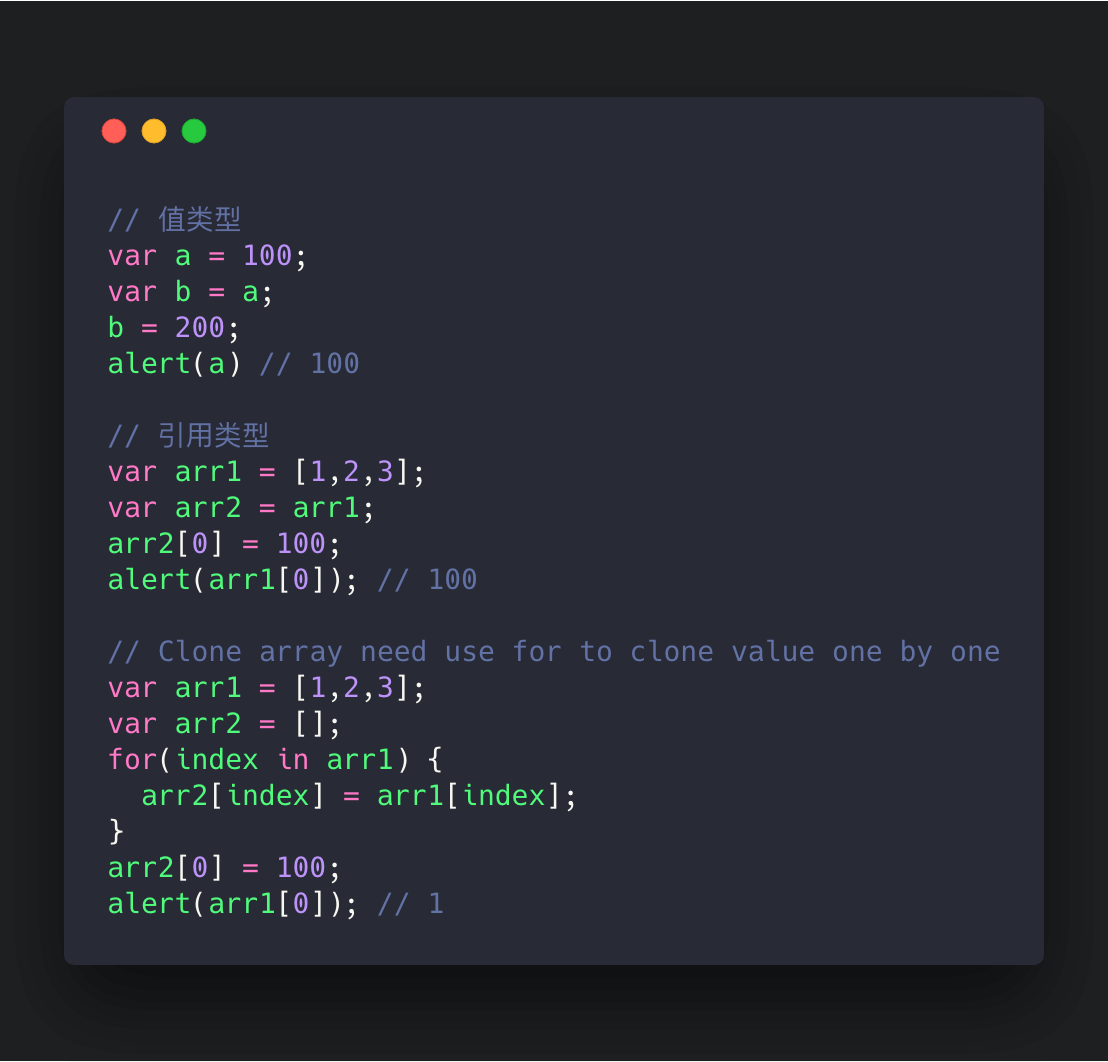 // 值类型
var a = 100;
var b = a;
b = 200;
alert(a) // 100
// 引用类型
var arr1 = [1,2,3];
var arr2 = arr1;
arr2[0] = 100;
alert(arr1[0]); // 100
// Clone array need use for to clone value one by one
var arr1 = [1,2,3];
var arr2 = [];
for(index in arr1) {
  arr2[index] = arr1[index];
}
arr2[0] = 100;
alert(arr1[0]); // 1